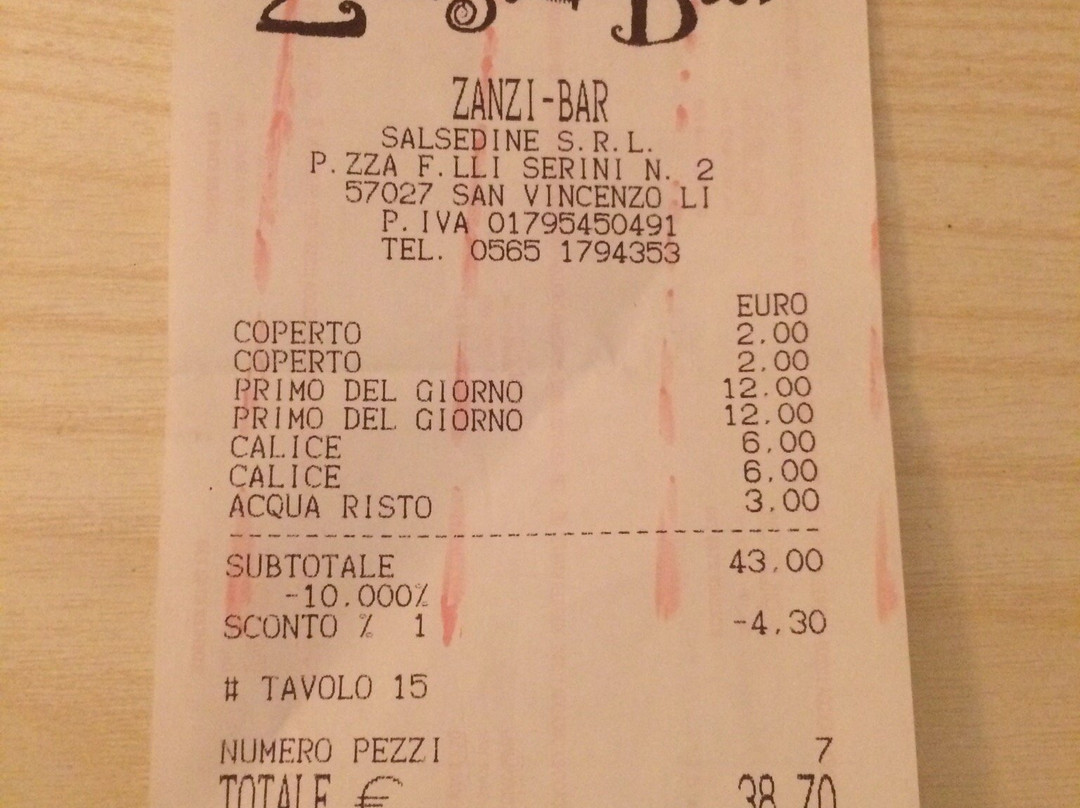 ZANZI-BAR
SALSEDINE S.R.L.
P.ZZA F.LLI SERINI N. 2
57027 SAN VINCENZO LI
P.IVA 01795450491
TEL. 0565 1794353
EURO
COPERTO 2.00
COPERTO 2.00
PRIMO DEL GIORNO 12.00
PRIMO DEL GIORNO 12.00
CALICE 6.00
CALICE 6.00
ACQUA RISTO 3.00
SUBTOTALE 43.00
-10.000%
SCONTO % 1 -4.30
# TAVOLO 15
NUMERO PEZZI 7
TOTALE € 38.70